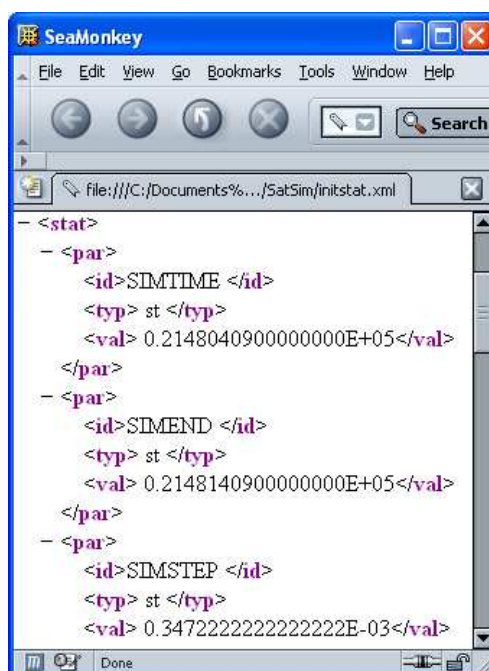 SeaMonkey
File Edit View Go Bookmarks Tools Window Help
Search
file:///C:/Documents%.../SatSim/initstat.xml
− <stat>
− <par>
<id>SIMTIME </id>
<typ> st </typ>
<val> 0.2148040900000000E+05</val>
</par>
− <par>
<id>SIMEND </id>
<typ> st </typ>
<val> 0.2148140900000000E+05</val>
</par>
− <par>
<id>SIMSTEP </id>
<typ> st </typ>
<val> 0.3472222222222222E-03</val>
Done